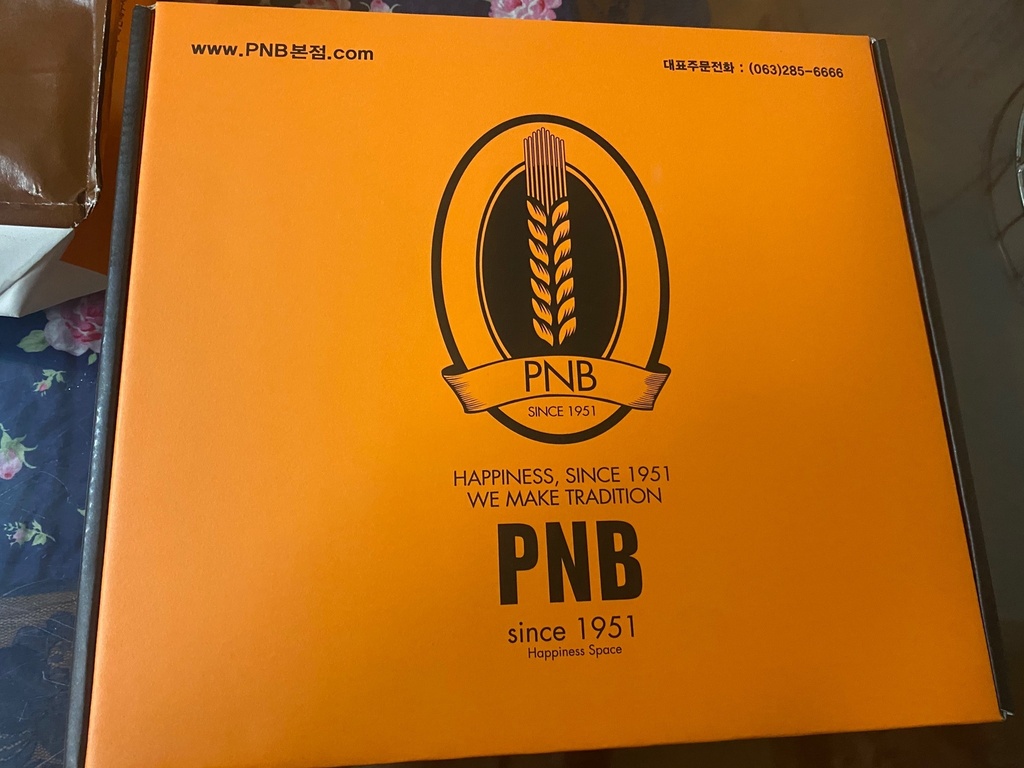 www.PNB본점.com
대표주문전화 : (063)285-6666
PNB
SINCE 1951
HAPPINESS, SINCE 1951
WE MAKE TRADITION
PNB
since 1951
Happiness Space